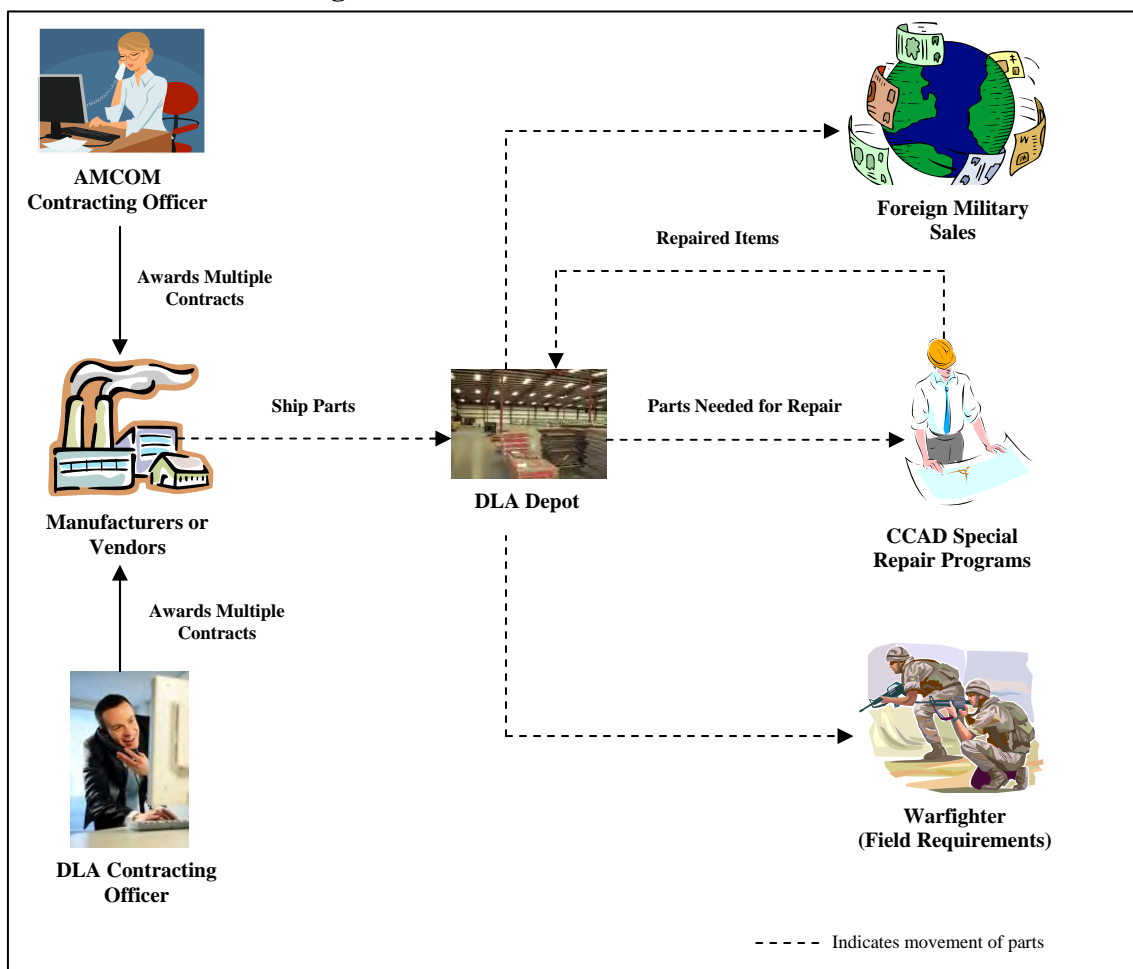 AMCOM
Contracting Officer
Foreign Military
Sales
Repaired Items
Awards Multiple
Contracts
Ship Parts
Parts Needed for Repair
DLA Depot
Manufacturers or
Vendors
CCAD Special
Repair Programs
Awards Multiple
Contracts
Warfighter
(Field Requirements)
DLA Contracting
Officer
Indicates movement of parts